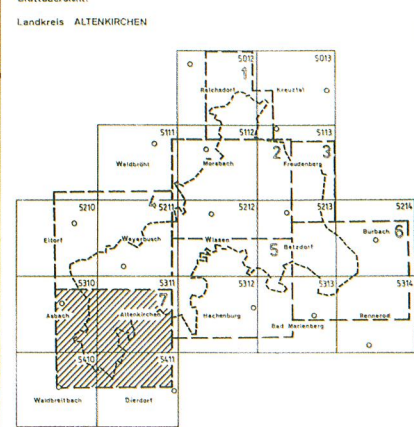 Landkreis ALTENKIRCHEN
5012 5013
1
Kreuztal
5111 5112 5113
2 3
Waldbröl Morsbach Freudenberg
4
5210 5211 5212 5213 5214
6
Eitorf Weyerbusch Wissen Betzdorf Burbach
5
5310 5311 5312 5313 5314
7
Asbach Altenkirchen Hachenburg Rennerod
Bad Marienberg
5410 5411
Waldbreitbach Dierdorf